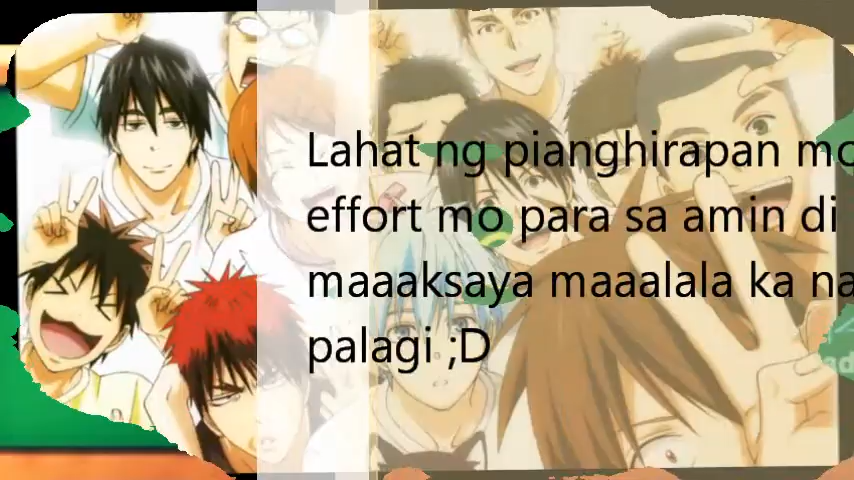 Lahat ng pianghirapan mo
effort mo para sa amin di
maaaksaya maaalala ka na
palagi ;D